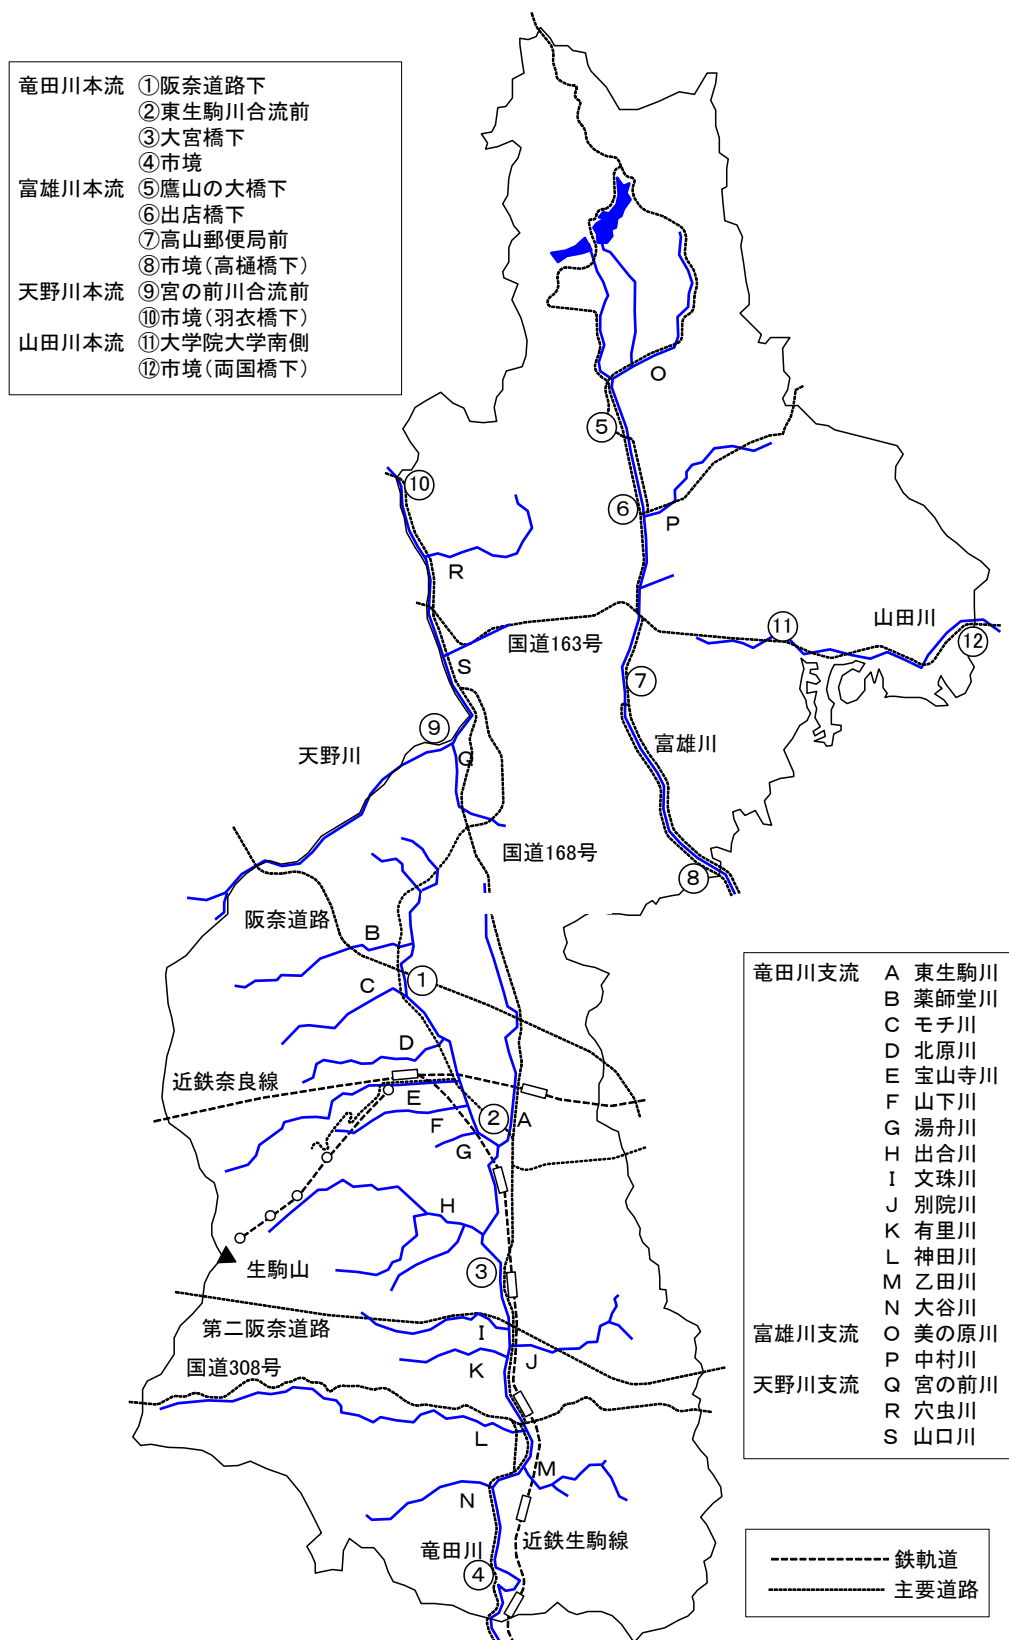 竜田川本流 ①阪奈道路下
②東生駒川合流前
③大宮橋下
④市境
富雄川本流 ⑤鷹山の大橋下
⑥出店橋下
⑦高山郵便局前
⑧市境(高樋橋下)
天野川本流 ⑨宮の前川合流前
⑩市境(羽衣橋下)
山田川本流 ⑪大学院大学南側
⑫市境(両国橋下)
O
⑤
⑩
⑥
P
R
山田川
⑪
⑫
国道163号
S
⑦
⑨
富雄川
天野川
Q
国道168号
⑧
阪奈道路
B
①
C
D
近鉄奈良線
E
②
A
F
G
H
生駒山
③
第二阪奈道路
I
J
K
国道308号
L
M
N
竜田川
近鉄生駒線
④
竜田川支流 A 東生駒川
B 薬師堂川
C モチ川
D 北原川
E 宝山寺川
F 山下川
G 湯舟川
H 出合川
I 文珠川
J 別院川
K 有里川
L 神田川
M 乙田川
N 大谷川
富雄川支流 O 美の原川
P 中村川
天野川支流 Q 宮の前川
R 穴虫川
S 山口川
鉄軌道
主要道路